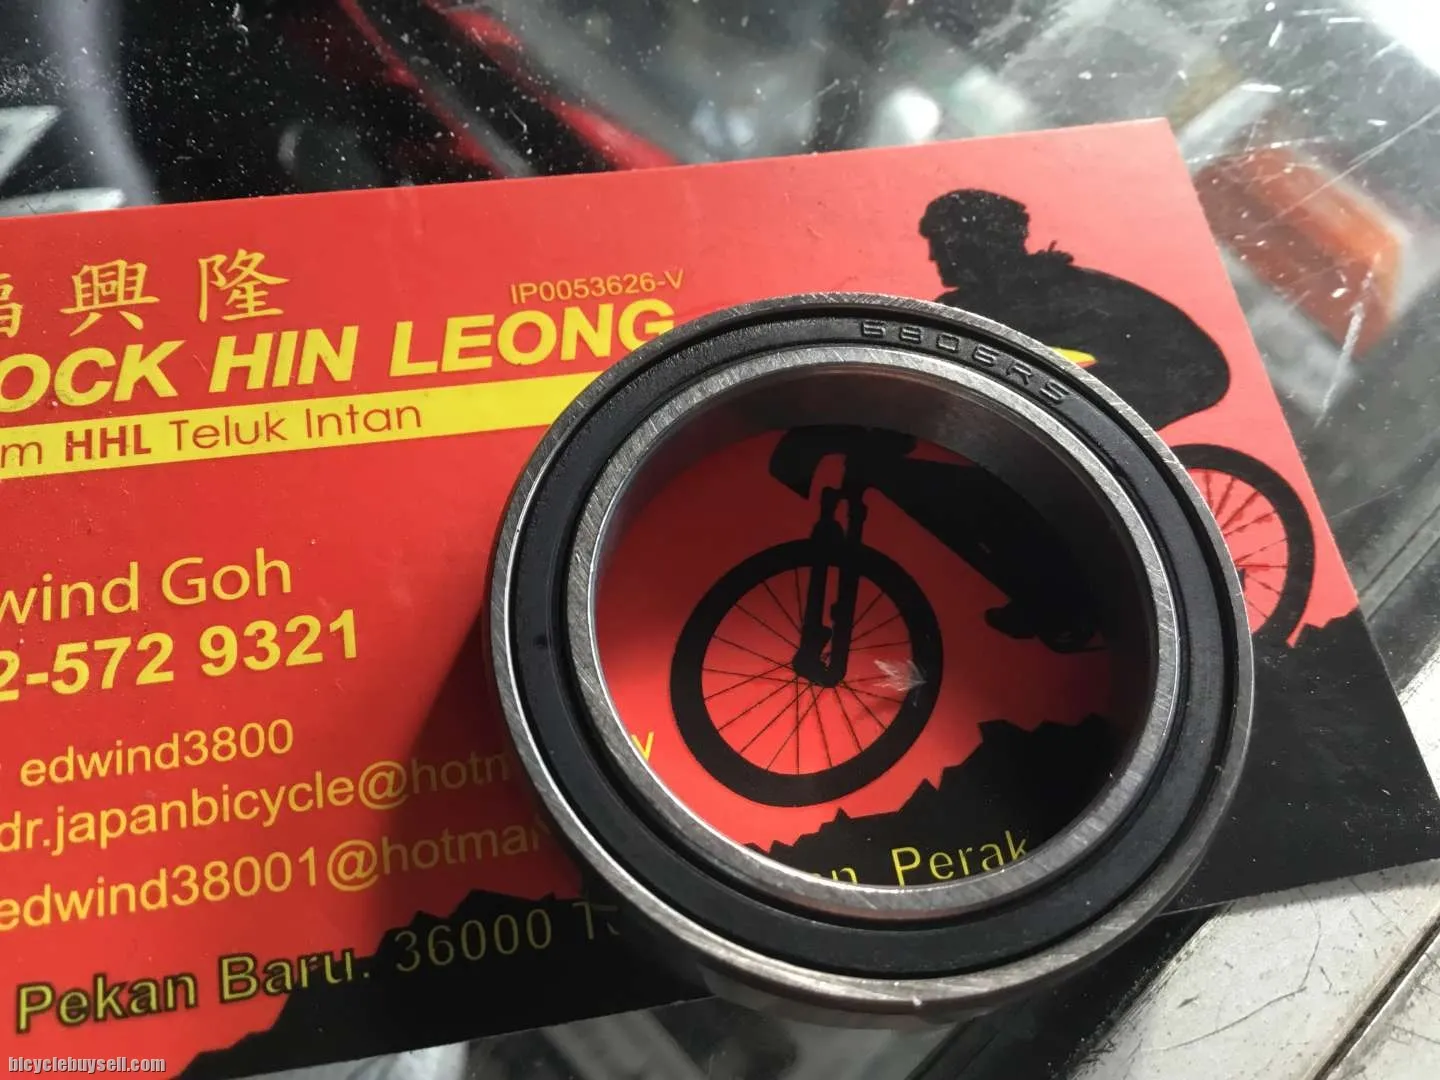 福興隆
IP0053626-V
OCK HIN LEONG
m HHL Teluk Intan
6806RS
wind Goh
2-572 9321
edwind3800
dr.japanbicycle@hotm y
edwind38001@hotma
Pekan Baru. 36000 T n Perak
bicyclebuysell.com